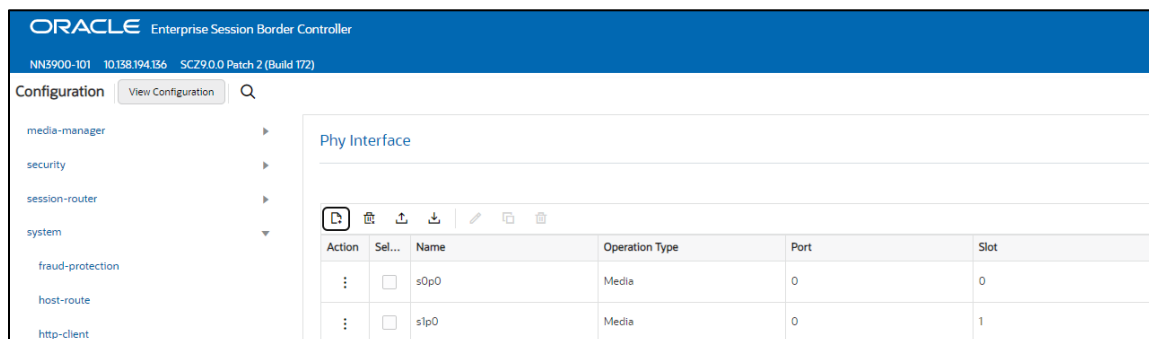 ORACLE Enterprise Session Border Controller
NN3900-101 10.138.194.136 SCZ9.0.0 Patch 2 (Build 172)
Configuration View Configuration
media-manager
security
session-router
system
fraud-protection
host-route
http-client
Phy Interface
Action Sel... Name Operation Type Port Slot
s0p0 Media 0 0
s1p0 Media 0 1